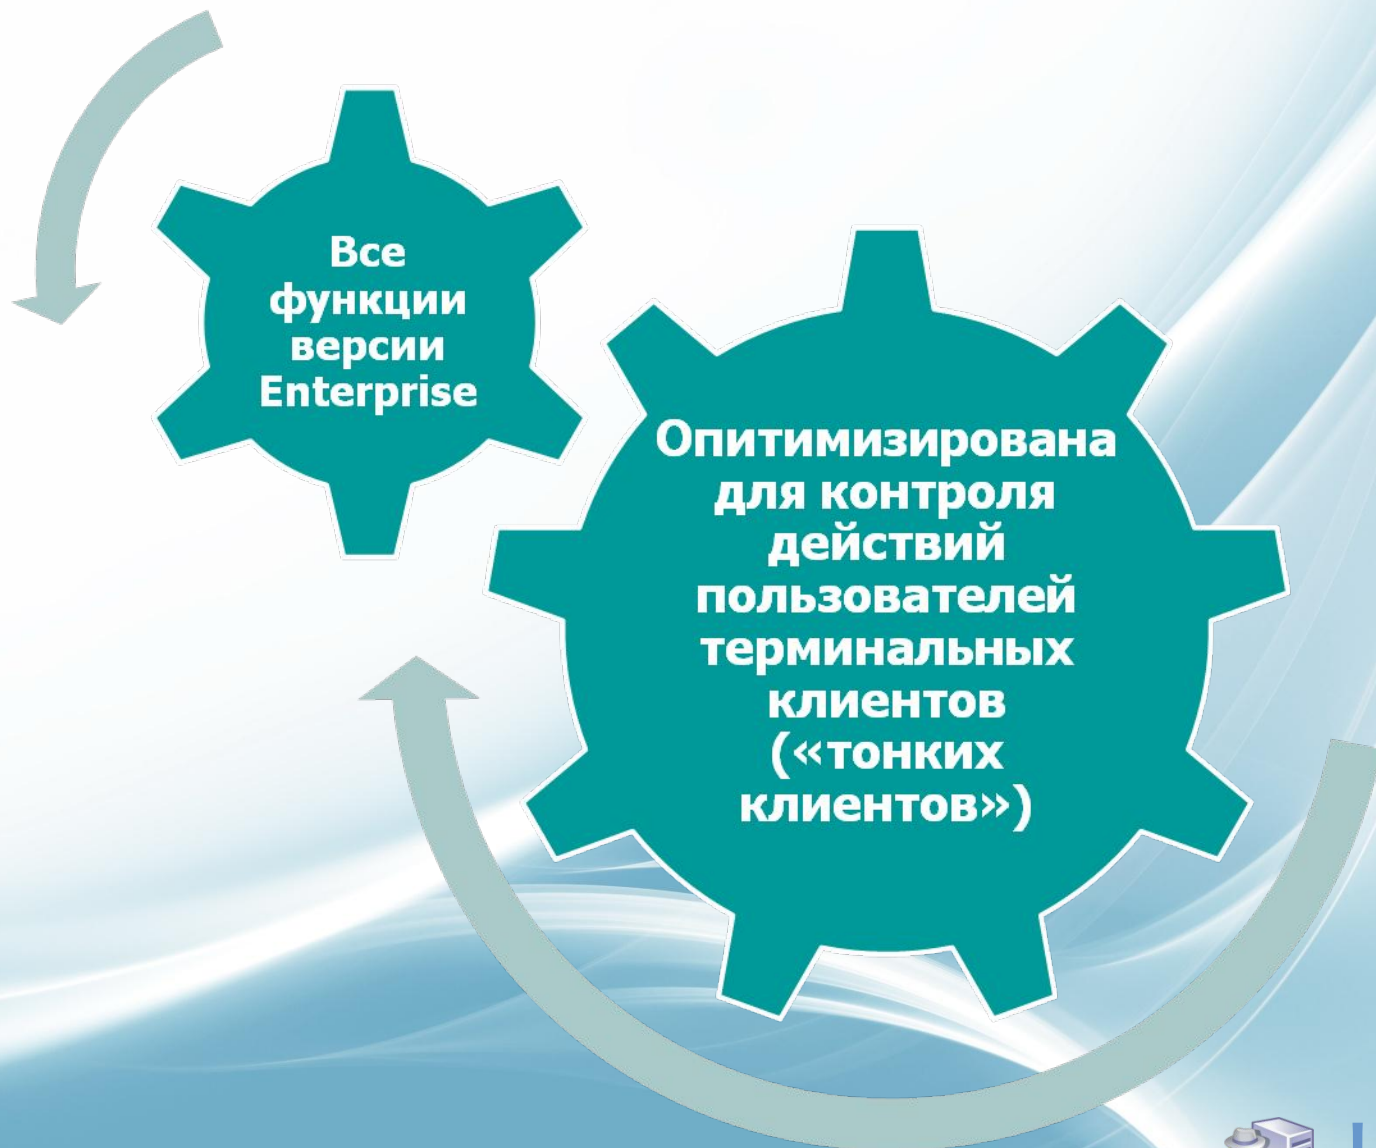 Все
функции
версии
Enterprise
Опитимизирована
для контроля
действий
пользователей
терминальных
клиентов
(«тонких
клиентов»)